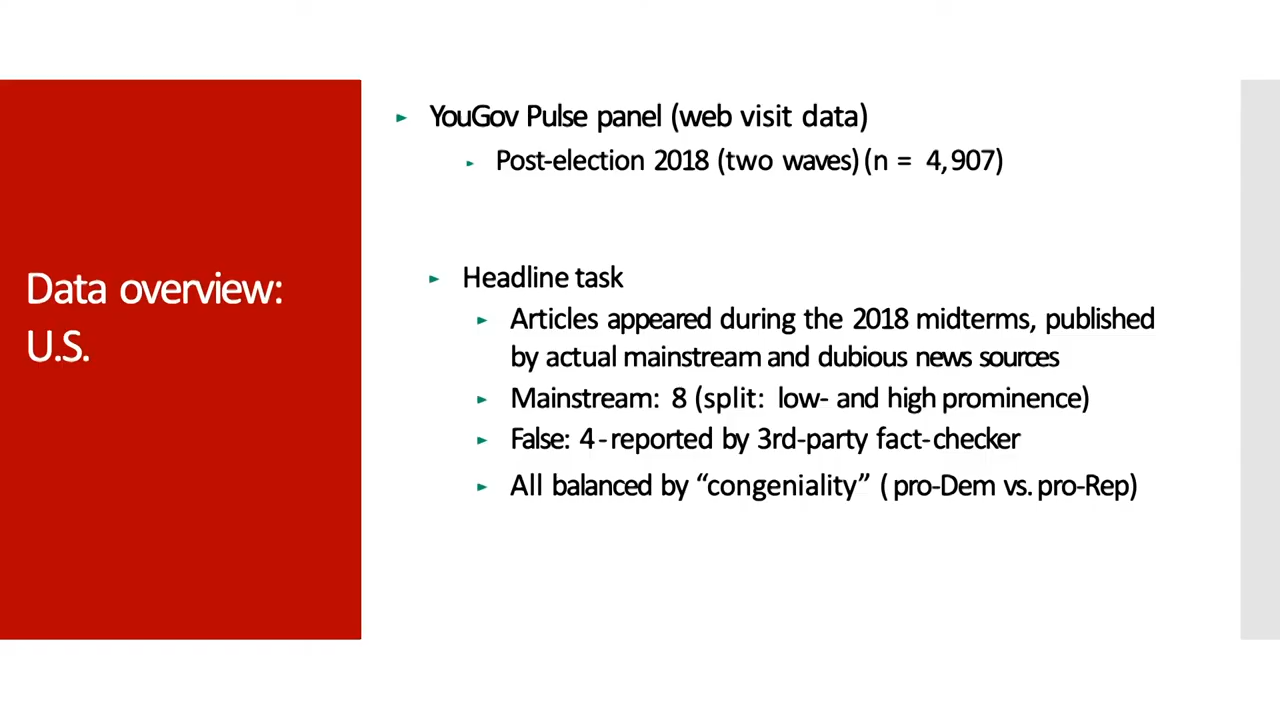 Data overview:
U.S.
YouGov Pulse panel (web visit data)
Post-election 2018 (two waves) (n = 4,907)
Headline task
Articles appeared during the 2018 midterms, published
by actual mainstream and dubious news sources
Mainstream: 8 (split: low- and high prominence)
False: 4 - reported by 3rd-party fact-checker
All balanced by “congeniality” ( pro-Dem vs. pro-Rep)